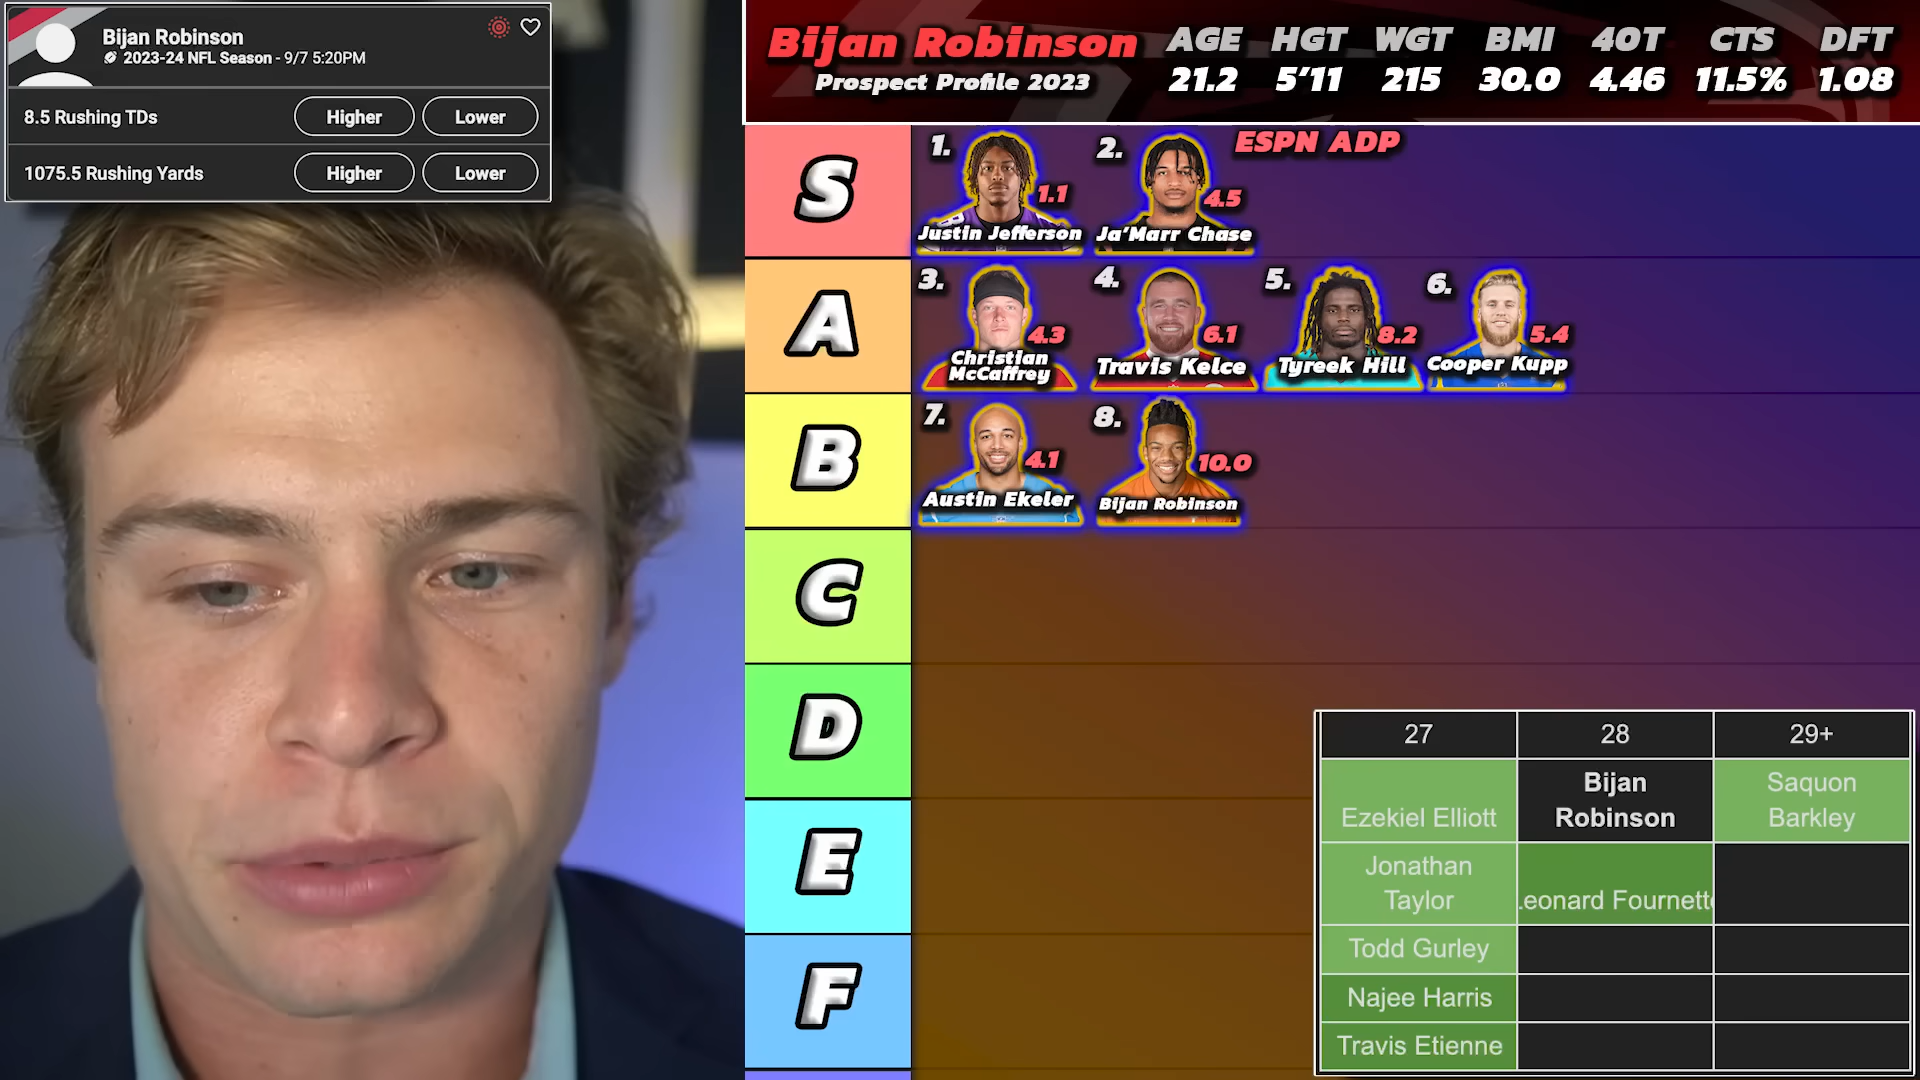 Bijan Robinson
2023-24 NFL Season - 9/7 5:20PM
8.5 Rushing TDs
Higher
Lower
1075.5 Rushing Yards
Higher
Lower
Bijan Robinson
Prospect Profile 2023
AGE HGT WGT BMI 40T CTS DFT
21.2 5'11 215 30.0 4.46 11.5% 1.08
ESPN ADP
S
1.
1.1
Justin Jefferson
2.
4.5
Ja'Marr Chase
A
3.
4.3
Christian
McCaffrey
4.
6.1
Travis Kelce
5.
8.2
Tyreek Hill
6.
5.4
Cooper Kupp
B
7.
4.1
Austin Ekeler
8.
10.0
Bijan Robinson
C
D
E
F
27 28 29+
Ezekiel Elliott
Bijan
Robinson
Saquon
Barkley
Jonathan
Taylor
Leonard Fournette
Todd Gurley
Najee Harris
Travis Etienne